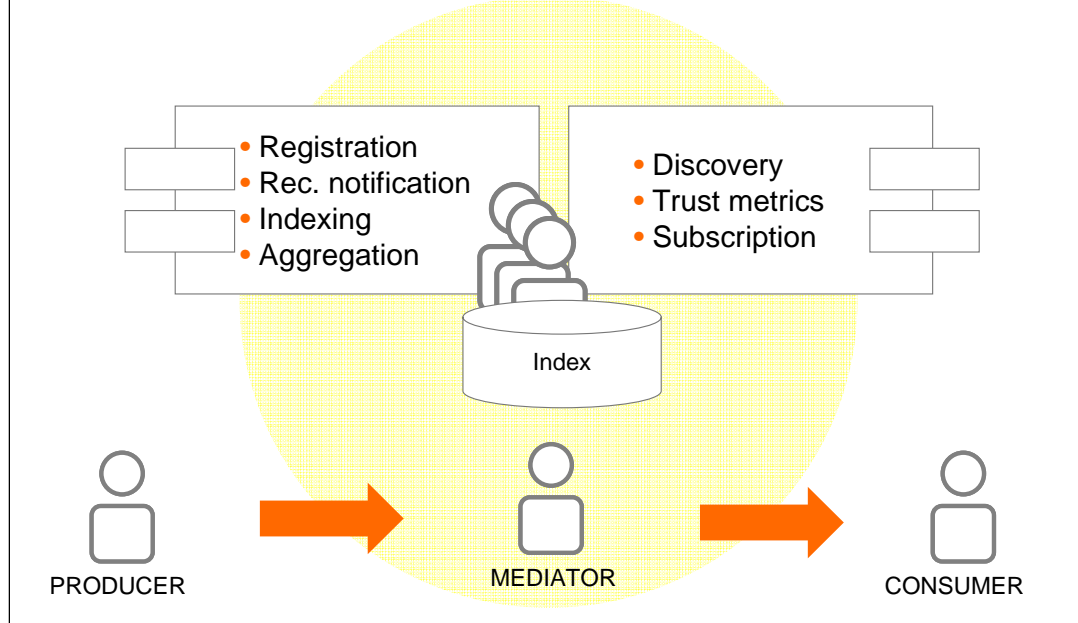 • Registration
• Rec. notification
• Indexing
• Aggregation
• Discovery
• Trust metrics
• Subscription
Index
PRODUCER
MEDIATOR
CONSUMER